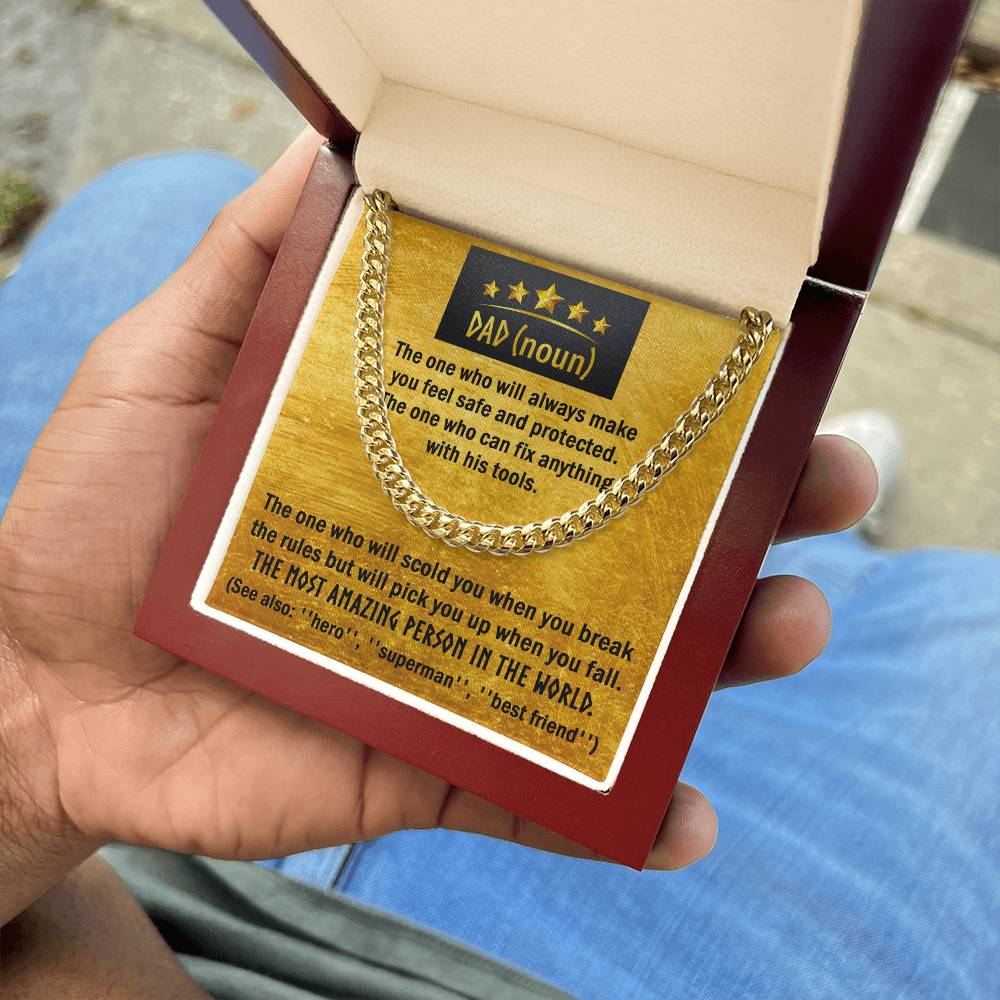 DAD (noun)
The one who will always make
you feel safe and protected.
The one who can fix anything
with his tools.
The one who will scold you when you break
the rules but will pick you up when you fall.
THE MOST AMAZING PERSON IN THE WORLD.
(See also: ''hero'', ''superman'', ''best friend'')